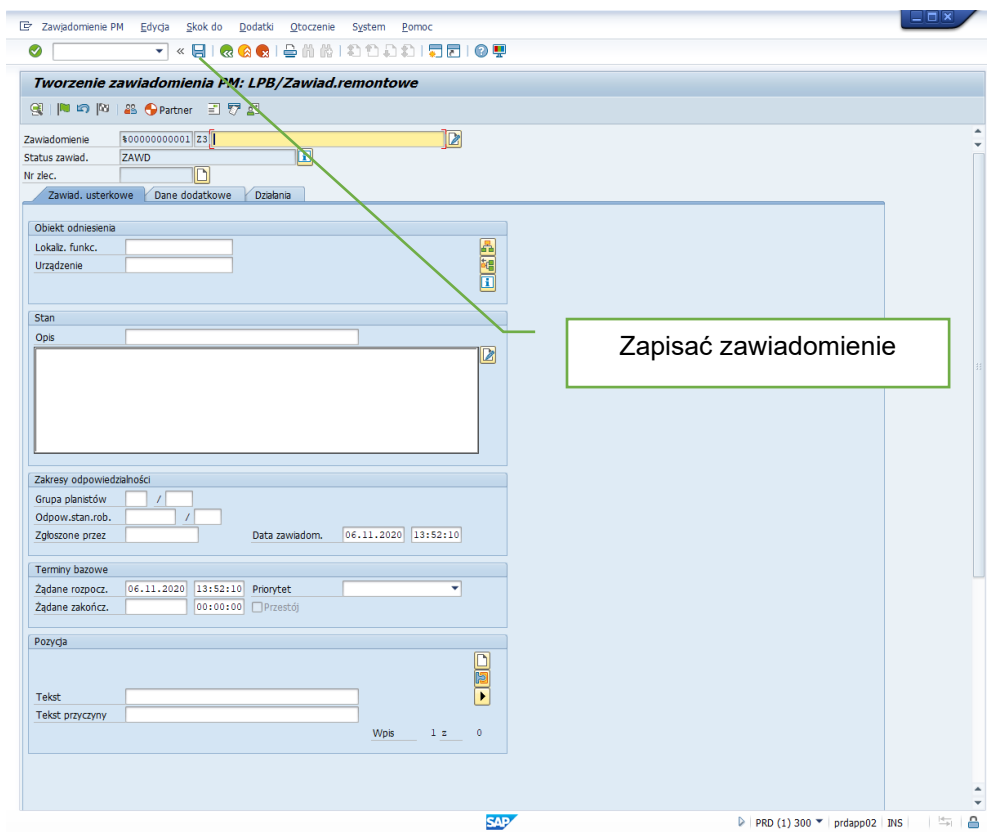 Zawiadomienie PM Edycja Skok do Dodatki Otoczenie System Pomoc
Tworzenie zawiadomienia PM: LPB/Zawiad.remontowe
Partner
Zawiadomienie %00000000001 Z3
Status zawiad. ZAWD
Nr zlec.
Zawiad. usterkowe Dane dodatkowe Działania
Obiekt odniesienia
Lokaliz. funkc.
Urządzenie
Stan
Opis
Zapisać zawiadomienie
Zakresy odpowiedzialności
Grupa planistów /
Odpow.stan.rob. /
Zgłoszone przez Data zawiadom. 06.11.2020 13:52:10
Terminy bazowe
Żądane rozpocz. 06.11.2020 13:52:10 Priorytet
Żądane zakończ. 00:00:00 Przestój
Pozycja
Tekst
Tekst przyczyny
Wpis 1 z 0
SAP PRD (1) 300 prdapp02 INS